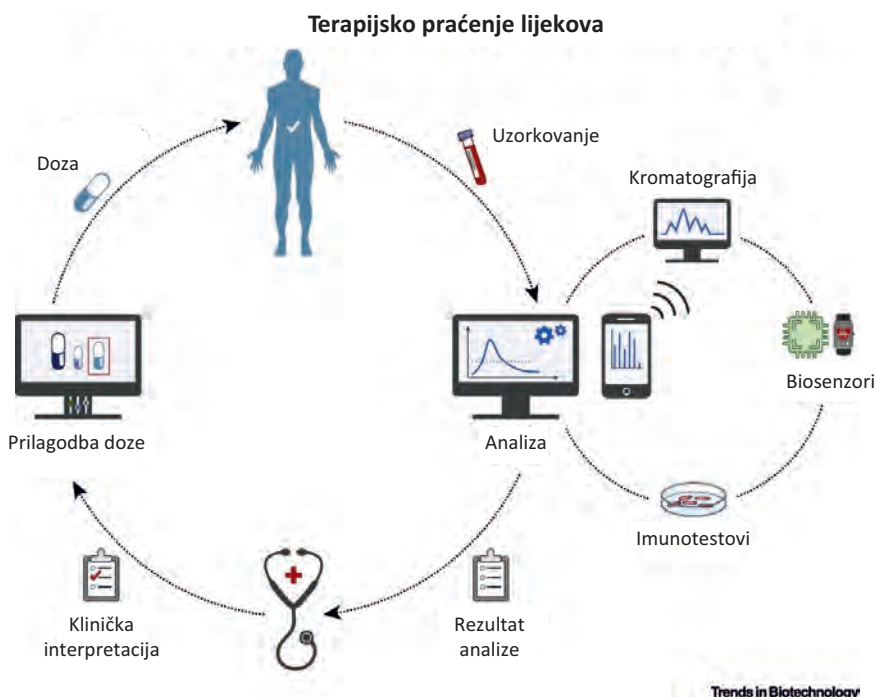 Terapijsko praćenje lijekova
Doza
Uzorkovanje
Kromatografija
Biosenzori
Prilagodba doze
Analiza
Imunotestovi
Klinička
interpretacija
Rezultat
analize
Trends in Biotechnology